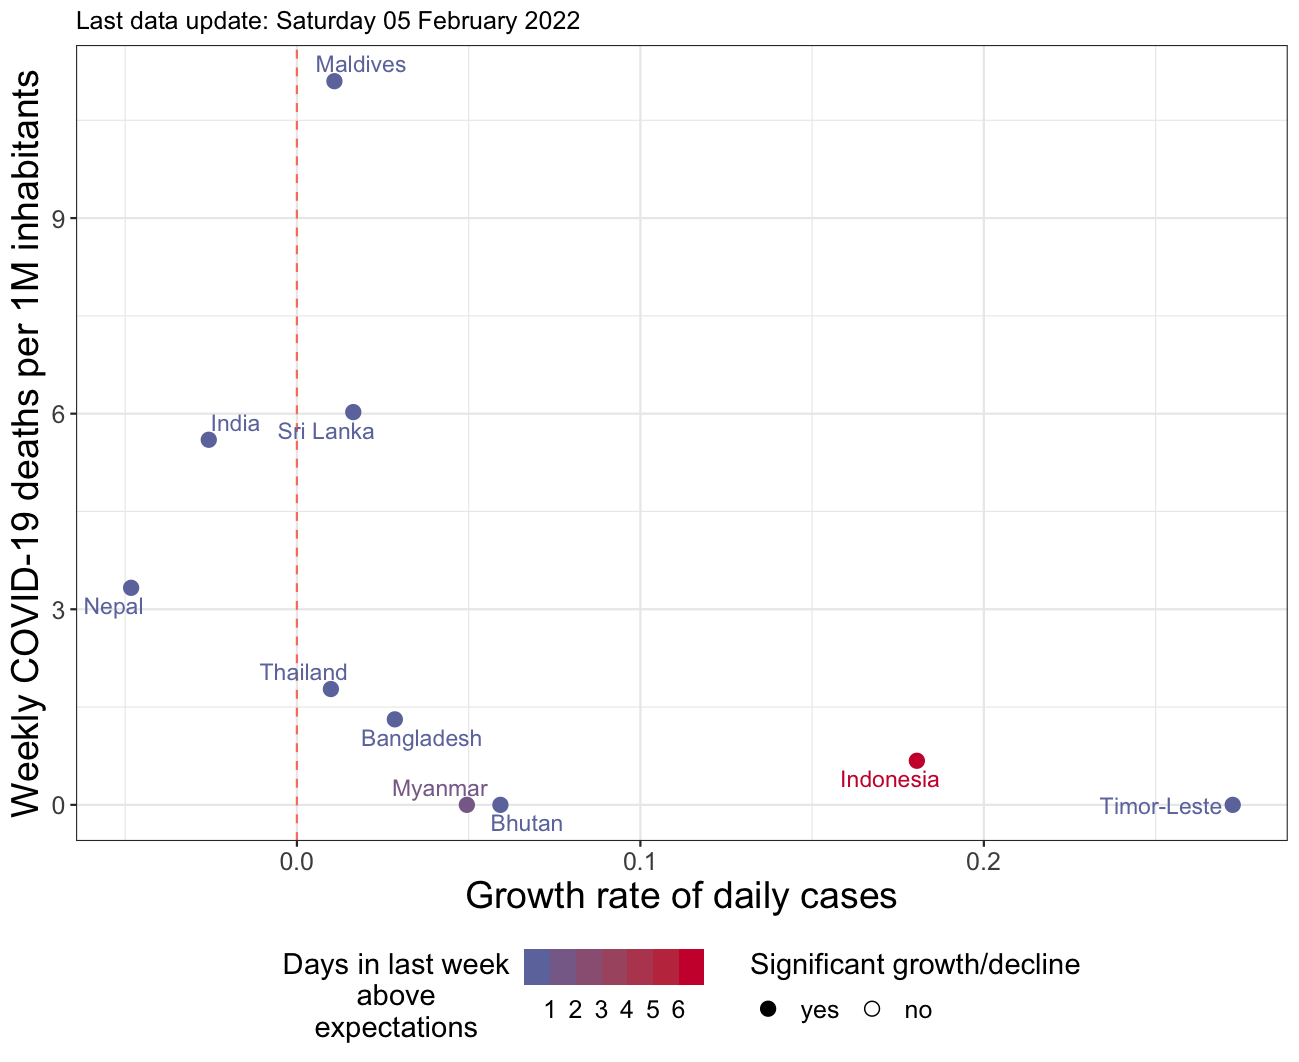 Last data update: Saturday 05 February 2022
Weekly COVID-19 deaths per 1M inhabitants
9
6
3
0
Maldives
India
Sri Lanka
Nepal
Thailand
Bangladesh
Myanmar
Bhutan
Indonesia
Timor-Leste
0.0 0.1 0.2
Growth rate of daily cases
Days in last week
above
expectations
1 2 3 4 5 6
Significant growth/decline
yes no